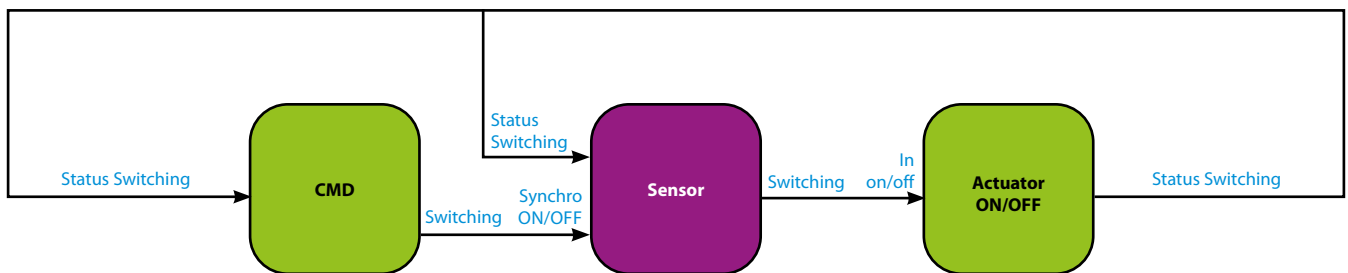 Status Switching
CMD
Switching
Synchro
ON/OFF
Status
Switching
Sensor
Switching
In
on/off
Actuator
ON/OFF
Status Switching